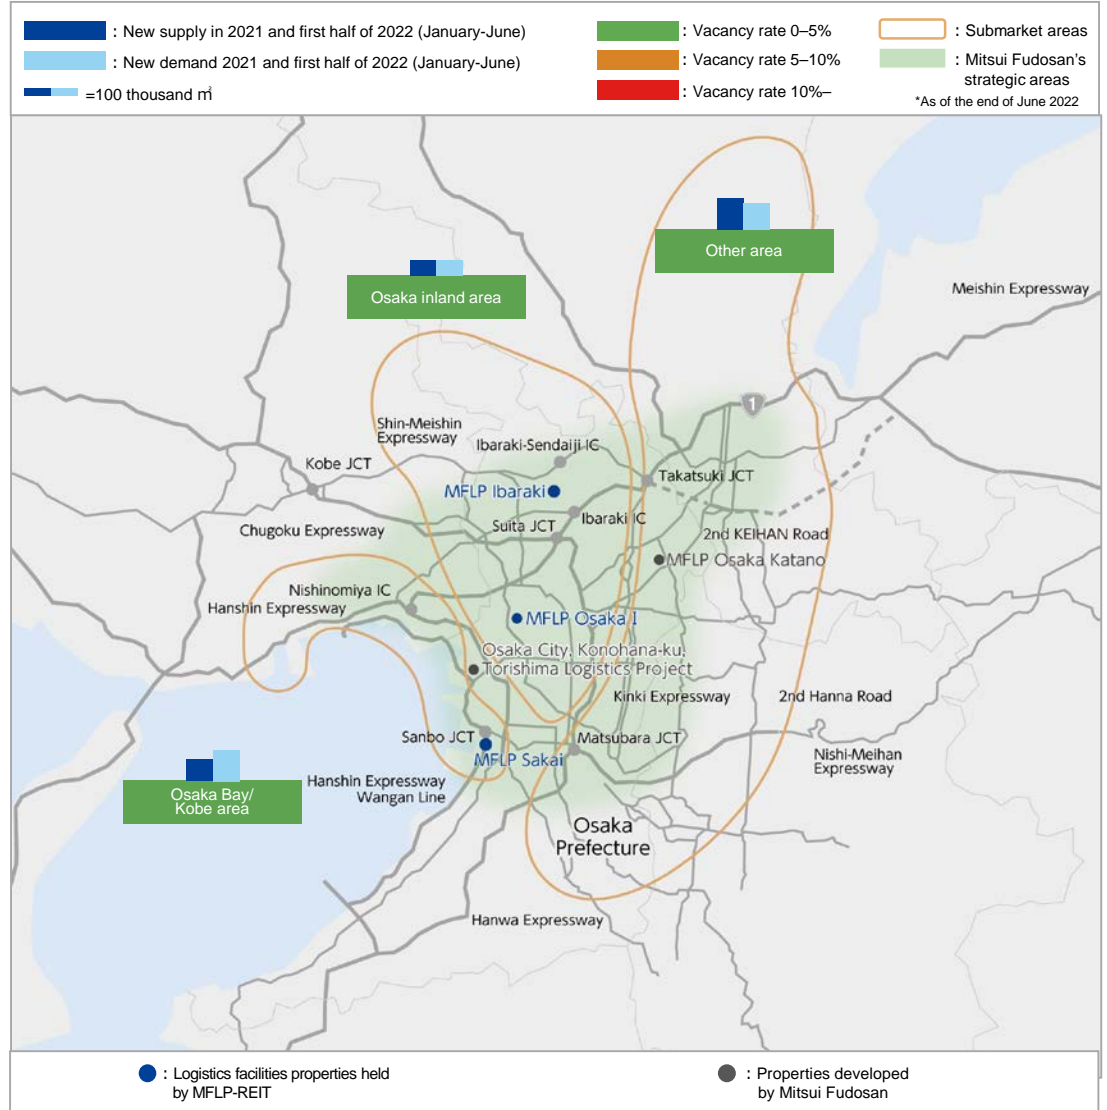 : New supply in 2021 and first half of 2022 (January-June)
: New demand 2021 and first half of 2022 (January-June)
=100 thousand ㎡
: Vacancy rate 0–5%
: Vacancy rate 5–10%
: Vacancy rate 10%–
: Submarket areas
: Mitsui Fudosan's
strategic areas
*As of the end of June 2022
Other area
Osaka inland area
Meishin Expressway
1
Shin-Meishin
Expressway
Ibaraki-Sendaiji IC
Kobe JCT
Takatsuki JCT
MFLP Ibaraki
Ibaraki IC
Suita JCT
Chugoku Expressway
2nd KEIHAN Road
MFLP Osaka Katano
Nishinomiya IC
Hanshin Expressway
MFLP Osaka I
Osaka City, Konohana-ku,
Torishima Logistics Project
Kinki Expressway
2nd Hanna Road
Sanbo JCT
Matsubara JCT
MFLP Sakai
Nishi-Meihan
Expressway
Hanshin Expressway
Wangan Line
Osaka Bay/
Kobe area
Osaka
Prefecture
Hanwa Expressway
: Logistics facilities properties held
by MFLP-REIT
: Properties developed
by Mitsui Fudosan